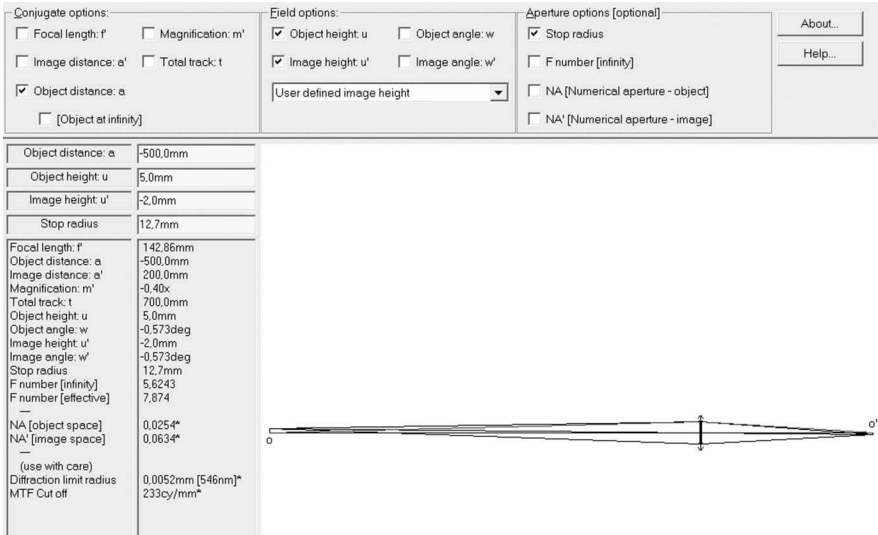 Conjugate options:
Focal length: f'
Magnification: m'
Image distance: a'
Total track: t
Object distance: a
[Object at infinity]
Field options:
Object height: u
Object angle: w
Image height: u'
Image angle: w'
User defined image height
Aperture options [optional]
Stop radius
F number [infinity]
NA [Numerical aperture - object]
NA' [Numerical aperture - image]
About...
Help...
Object distance: a -500,0mm
Object height: u 5,0mm
Image height: u' -2,0mm
Stop radius 12,7mm
Focal length: f' 142,86mm
Object distance: a -500,0mm
Image distance: a' 200,0mm
Magnification: m' -0,40x
Total track: t 700,0mm
Object height: u 5,0mm
Object angle: w -0,573deg
Image height: u' -2,0mm
Image angle: w' -0,573deg
Stop radius 12,7mm
F number [infinity] 5,6243
F number [effective] 7,874
—
NA [object space] 0,0254*
NA' [image space] 0,0634*
—
(use with care)
Diffraction limit radius 0,0052mm [546nm]*
MTF Cut off 233cy/mm*
o
o'